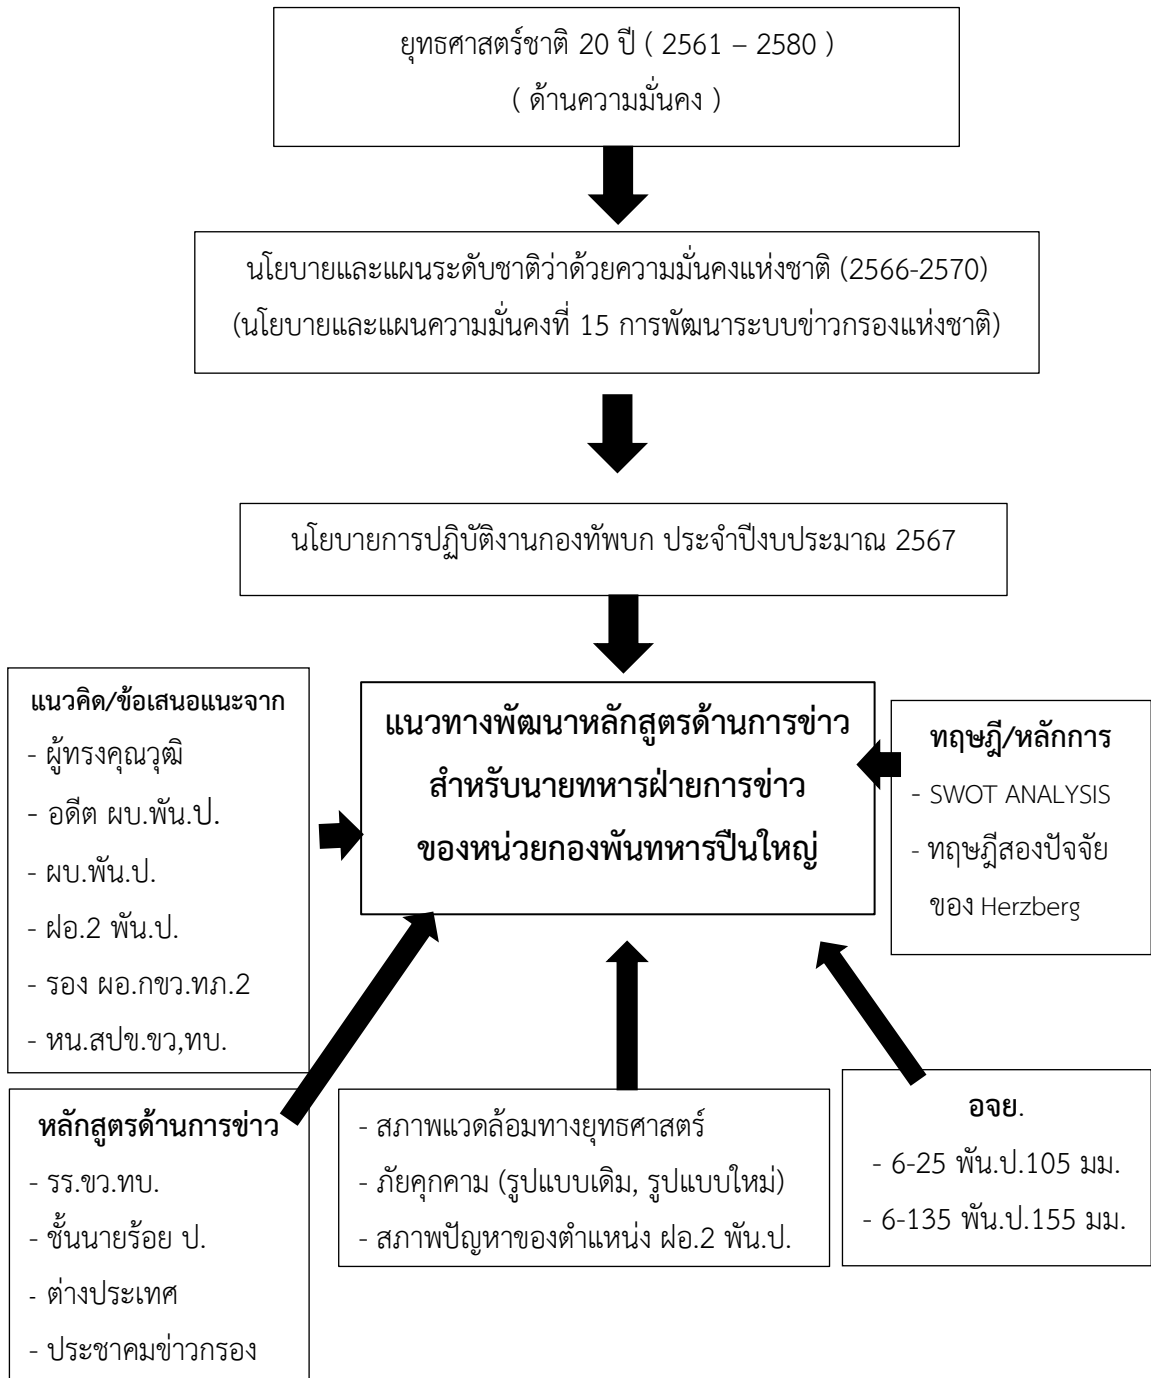 ยุทธศาสตร์ชาติ 20 ปี ( 2561 – 2580 )
( ด้านความมั่นคง )
นโยบายและแผนระดับชาติว่าด้วยความมั่นคงแห่งชาติ (2566-2570)
(นโยบายและแผนความมั่นคงที่ 15 การพัฒนาระบบข่าวกรองแห่งชาติ)
นโยบายการปฏิบัติงานกองทัพบก ประจำปีงบประมาณ 2567
แนวคิด/ข้อเสนอแนะจาก
- ผู้ทรงคุณวุฒิ
- อดีต ผบ.พัน.ป.
- ผบ.พัน.ป.
- ฝอ.2 พัน.ป.
- รอง ผอ.กขว.ทภ.2
- หน.สปข.ขว,ทบ.
แนวทางพัฒนาหลักสูตรด้านการข่าว
สำหรับนายทหารฝ่ายการข่าว
ของหน่วยกองพันทหารปืนใหญ่
ทฤษฎี/หลักการ
- SWOT ANALYSIS
- ทฤษฎีสองปัจจัย
ของ Herzberg
หลักสูตรด้านการข่าว
- รร.ขว.ทบ.
- ชั้นนายร้อย ป.
- ต่างประเทศ
- ประชาคมข่าวกรอง
- สภาพแวดล้อมทางยุทธศาสตร์
- ภัยคุกคาม (รูปแบบเดิม, รูปแบบใหม่)
- สภาพปัญหาของตำแหน่ง ฝอ.2 พัน.ป.
อจย.
- 6-25 พัน.ป.105 มม.
- 6-135 พัน.ป.155 มม.